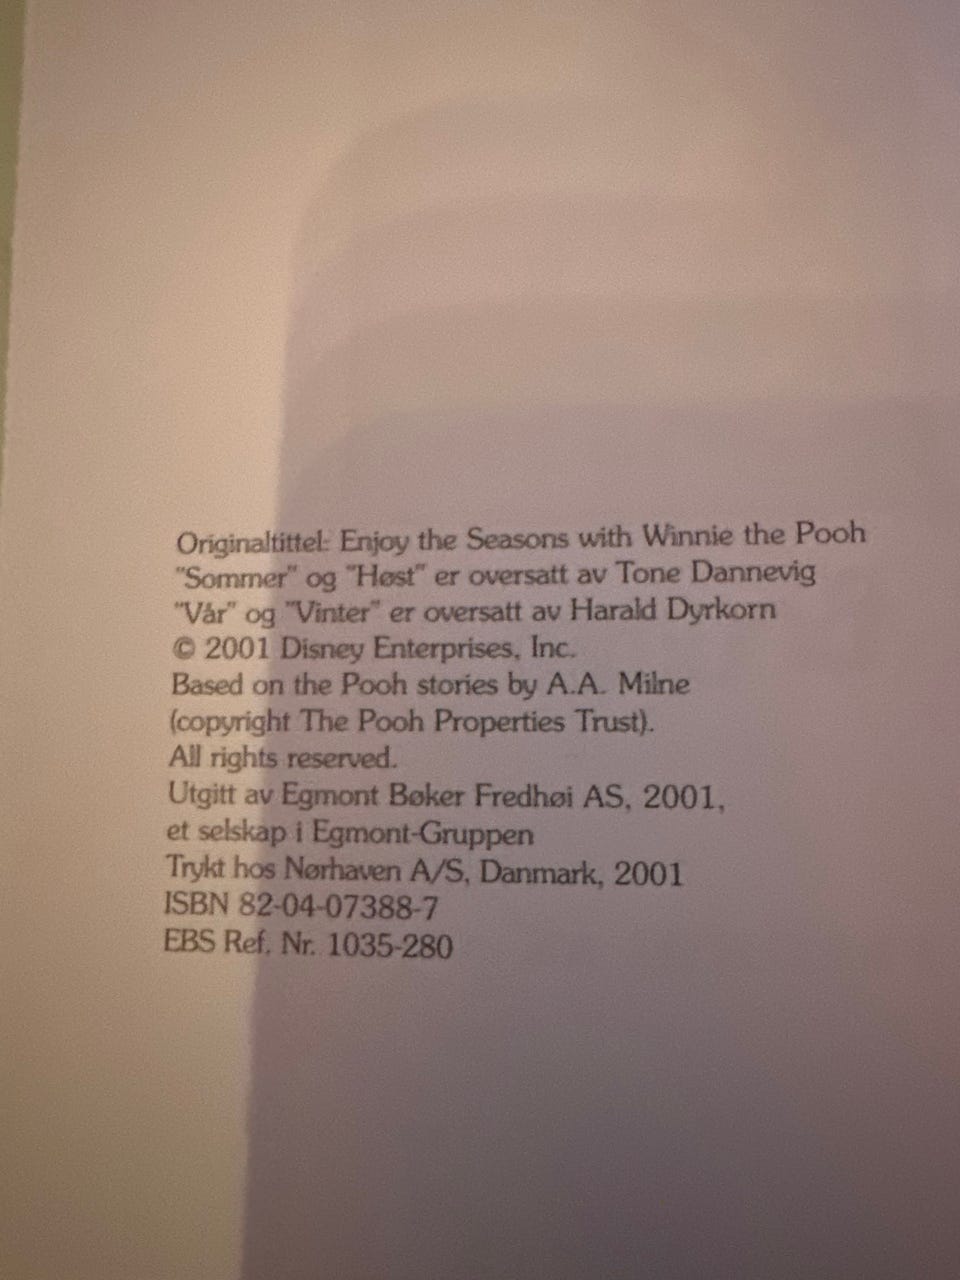 Originaltittel: Enjoy the Seasons with Winnie the Pooh
"Sommer" og "Høst" er oversatt av Tone Dannevig
"Vår" og "Vinter" er oversatt av Harald Dyrkorn
© 2001 Disney Enterprises, Inc.
Based on the Pooh stories by A.A. Milne
(copyright The Pooh Properties Trust).
All rights reserved.
Utgitt av Egmont Bøker Fredhøi AS, 2001,
et selskap i Egmont-Gruppen
Trykt hos Nørhaven A/S, Danmark, 2001
ISBN 82-04-07388-7
EBS Ref. Nr. 1035-280